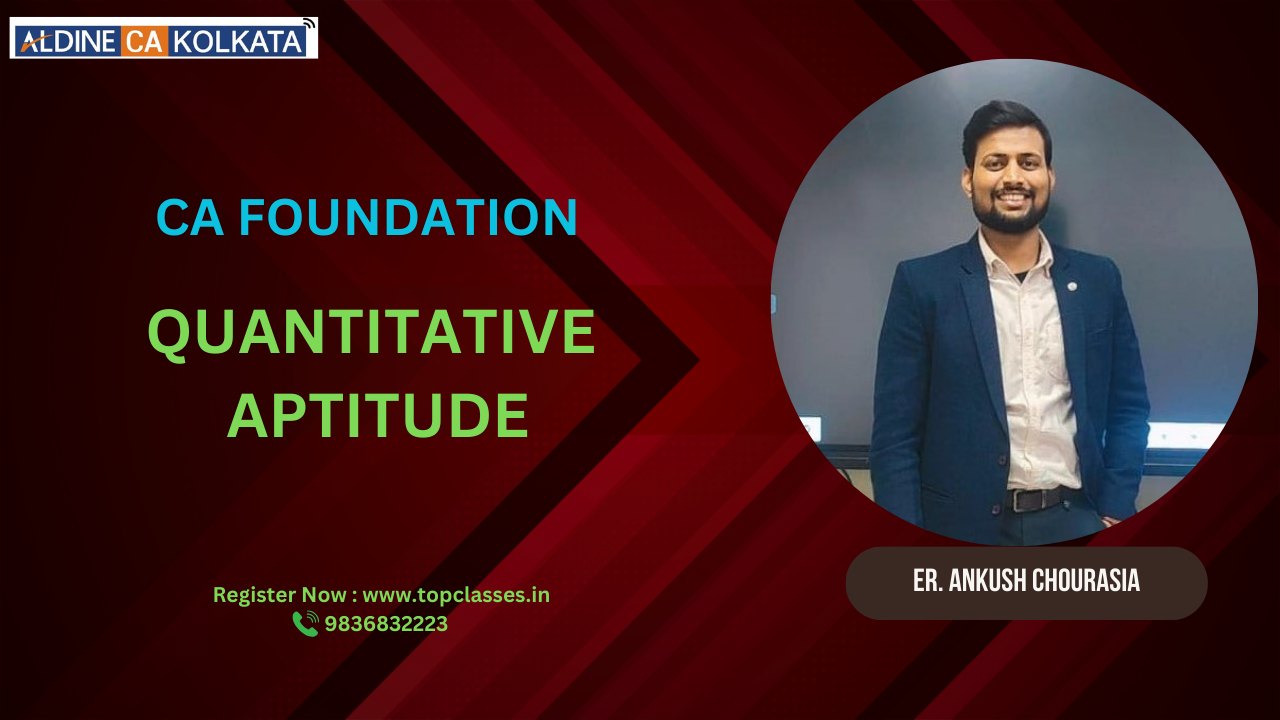 ALDINE CA KOLKATA
CA FOUNDATION
QUANTITATIVE
APTITUDE
Register Now : www.topclasses.in
9836832223
ER. ANKUSH CHOURASIA